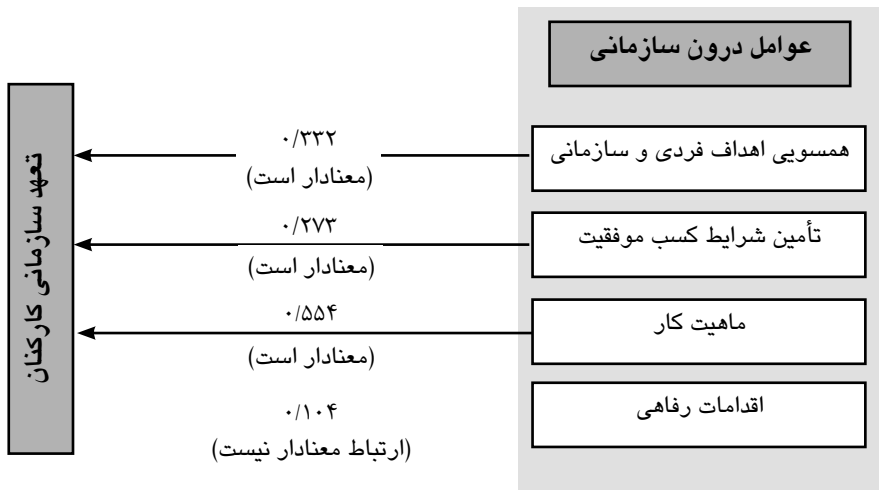 عوامل درون سازمانی
همسویی اهداف فردی و سازمانی
۰/۳۳۲
(معنادار است)
تأمین شرایط کسب موفقیت
۰/۲۷۳
(معنادار است)
ماهیت کار
۰/۵۵۴
(معنادار است)
اقدامات رفاهی
۰/۱۰۴
(ارتباط معنادار نیست)
تعهد سازمانی کارکنان